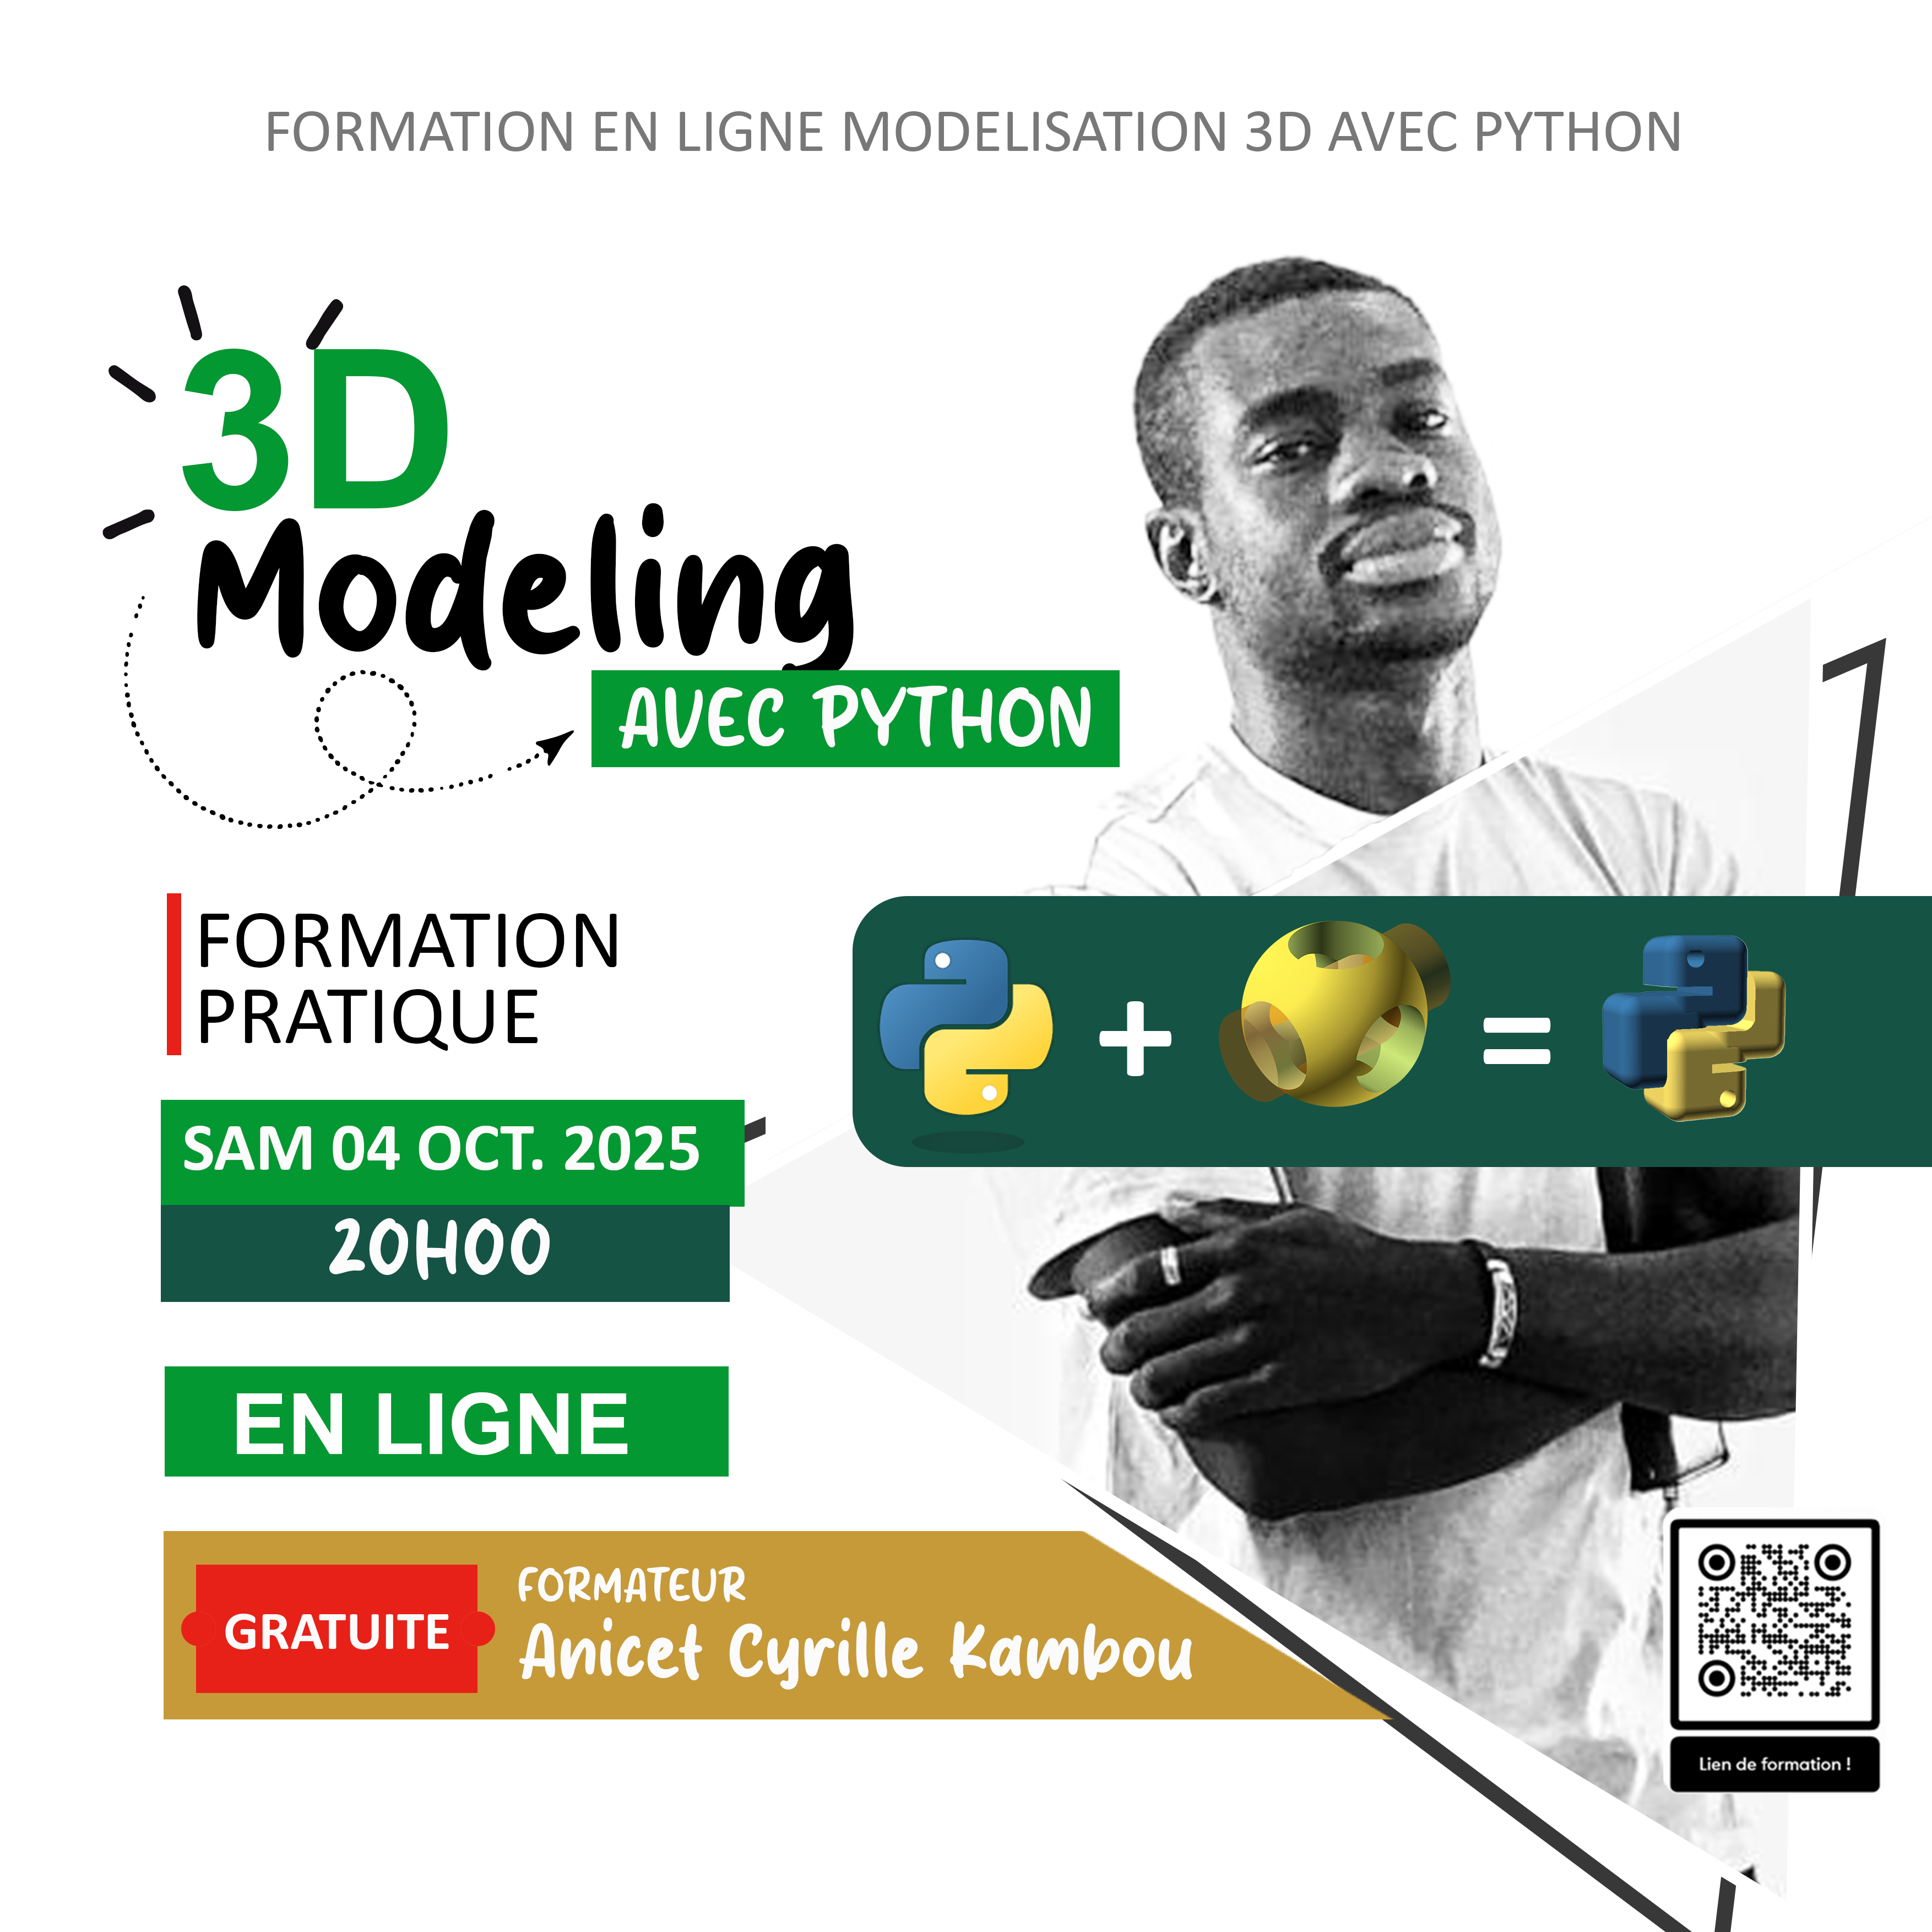 FORMATION EN LIGNE MODELISATION 3D AVEC PYTHON
3D
Modeling
AVEC PYTHON
FORMATION
PRATIQUE
SAM 04 OCT. 2025
20H00
EN LIGNE
GRATUITE
FORMATEUR
Anicet Cyrille Kambou
Lien de formation !